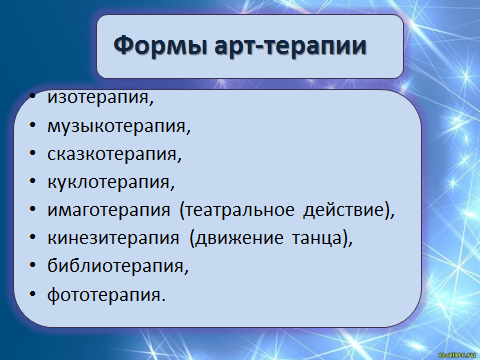 Формы арт-терапии
• изотерапия,
• музыкотерапия,
• сказкотерапия,
• куклотерапия,
• имаготерапия (театральное действие),
• кинезитерапия (движение танца),
• библиотерапия,
• фототерапия.